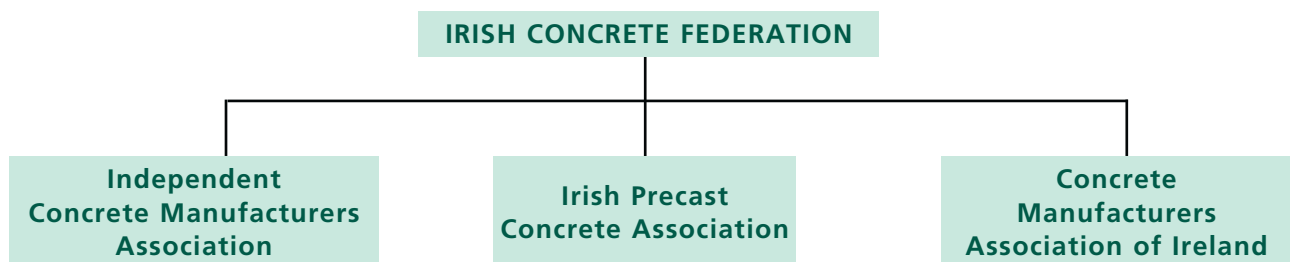 IRISH CONCRETE FEDERATION
Independent
Concrete Manufacturers
Association
Irish Precast
Concrete Association
Concrete
Manufacturers
Association of Ireland